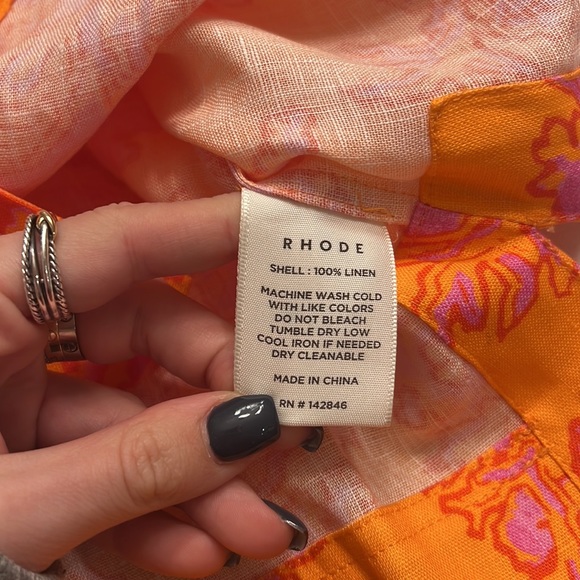 RHODE
SHELL : 100% LINEN
MACHINE WASH COLD
WITH LIKE COLORS
DO NOT BLEACH
TUMBLE DRY LOW
COOL IRON IF NEEDED
DRY CLEANABLE
MADE IN CHINA
RN # 142846